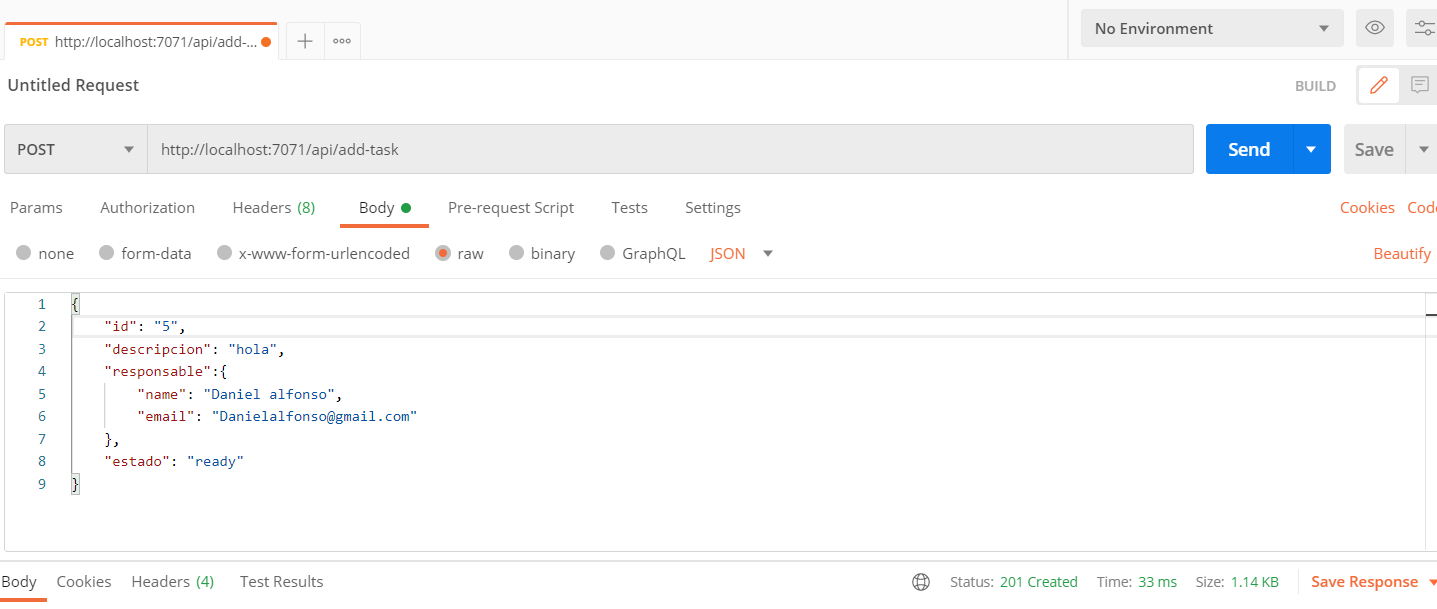 POST http://localhost:7071/api/add-...
No Environment
Untitled Request
BUILD
POST http://localhost:7071/api/add-task Send Save
Params Authorization Headers (8) Body Pre-request Script Tests Settings Cookies Code
none form-data x-www-form-urlencoded raw binary GraphQL JSON Beautify
1 {
2 "id": "5",
3 "descripcion": "hola",
4 "responsable":{
5 "name": "Daniel alfonso",
6 "email": "Danielalfonso@gmail.com"
7 },
8 "estado": "ready"
9 }
Body Cookies Headers (4) Test Results Status: 201 Created Time: 33 ms Size: 1.14 KB Save Response